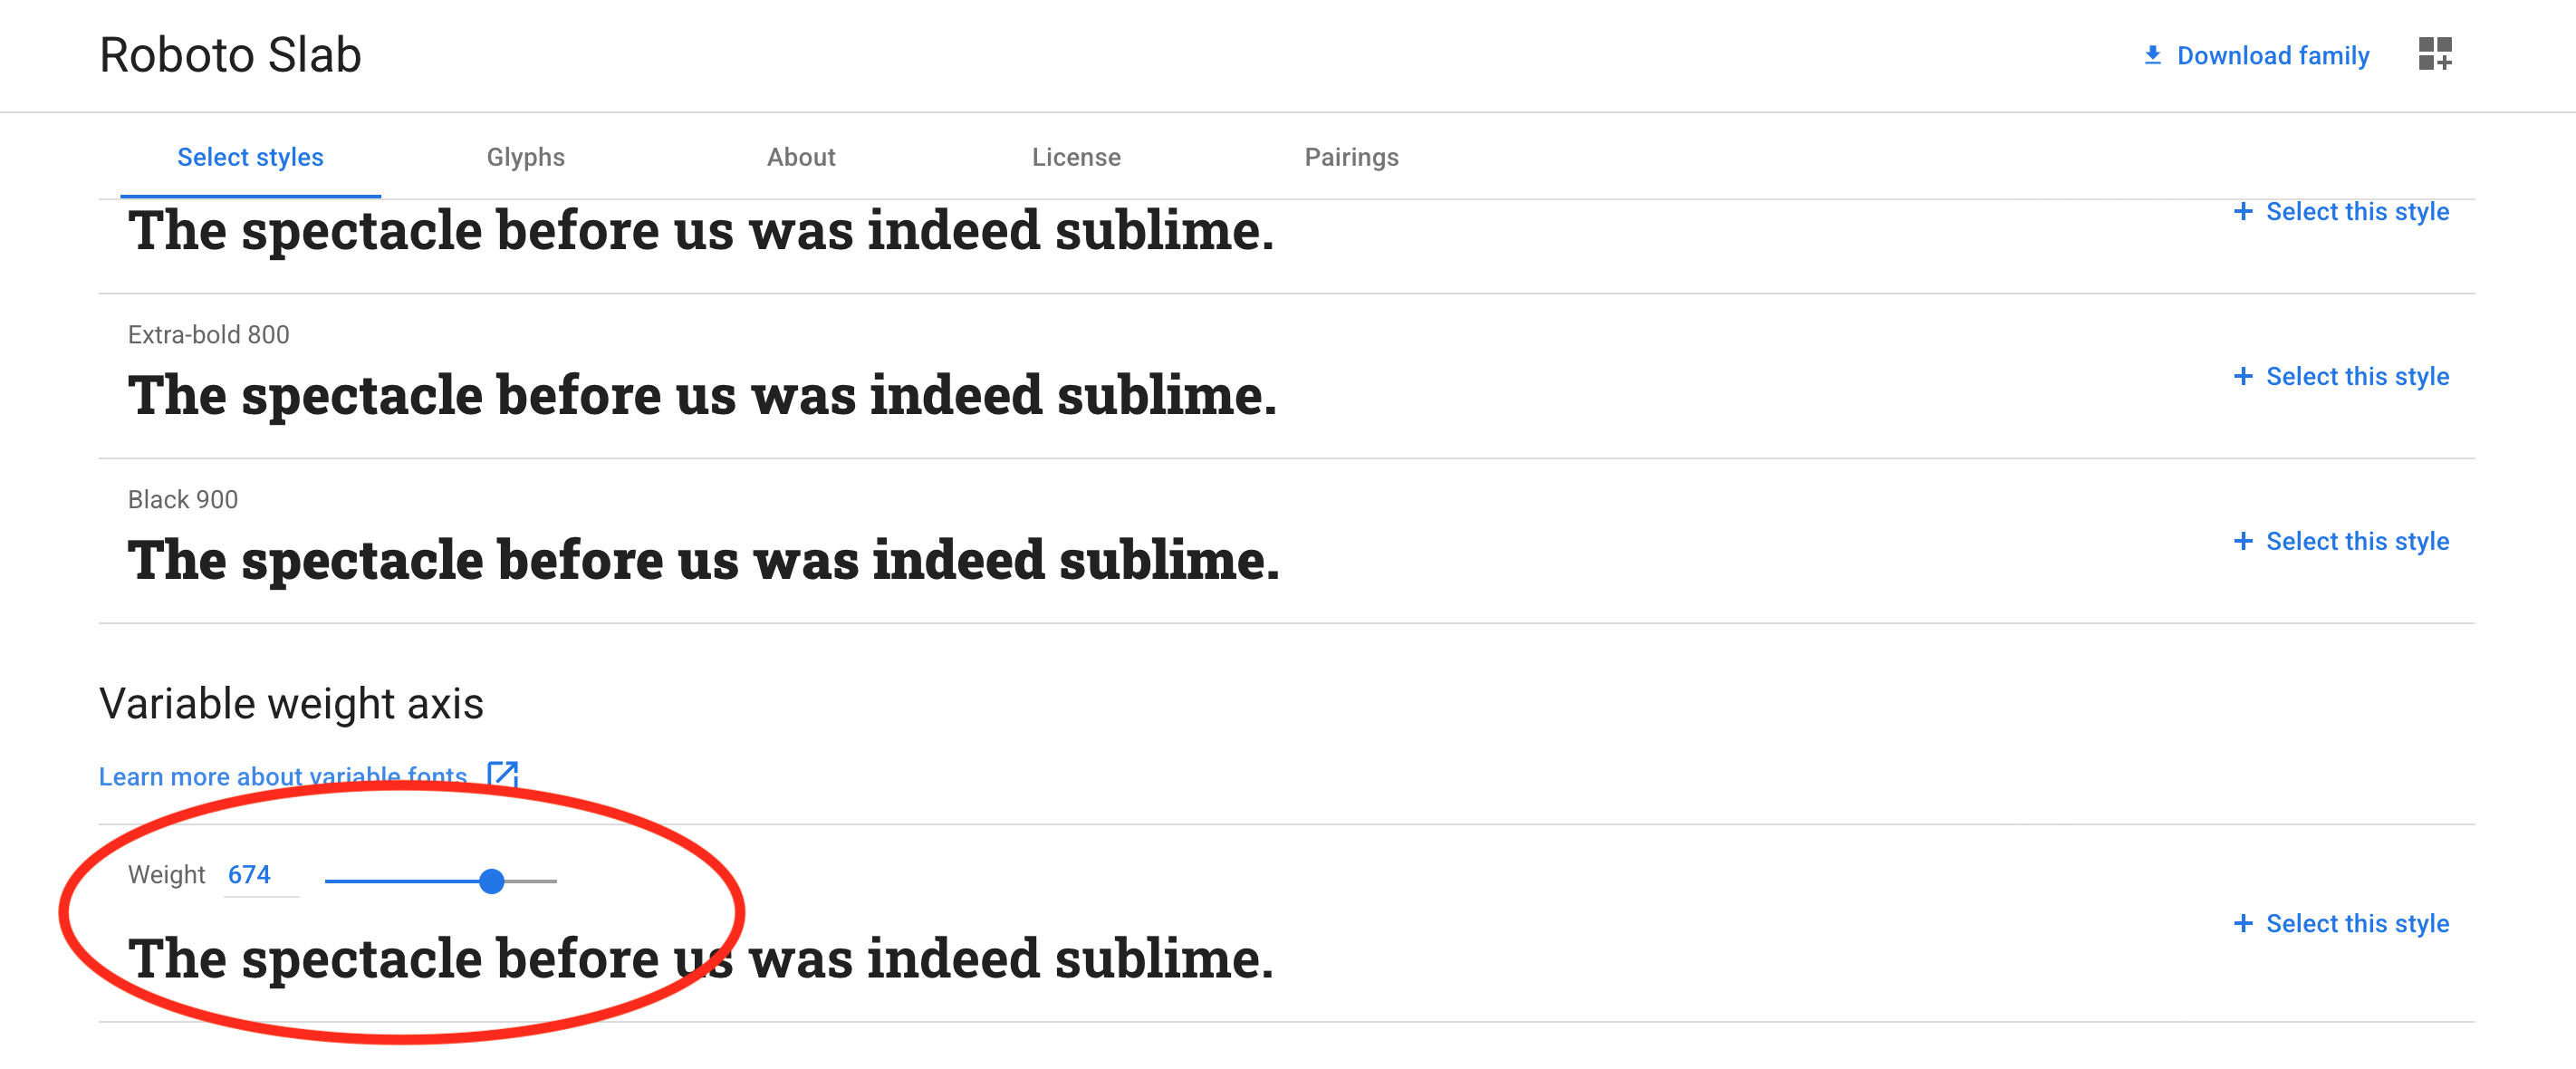 Roboto Slab
Download family
Select styles Glyphs About License Pairings
The spectacle before us was indeed sublime.
+ Select this style
Extra-bold 800
The spectacle before us was indeed sublime.
+ Select this style
Black 900
The spectacle before us was indeed sublime.
+ Select this style
Variable weight axis
Learn more about variable fonts
Weight 674
The spectacle before us was indeed sublime.
+ Select this style